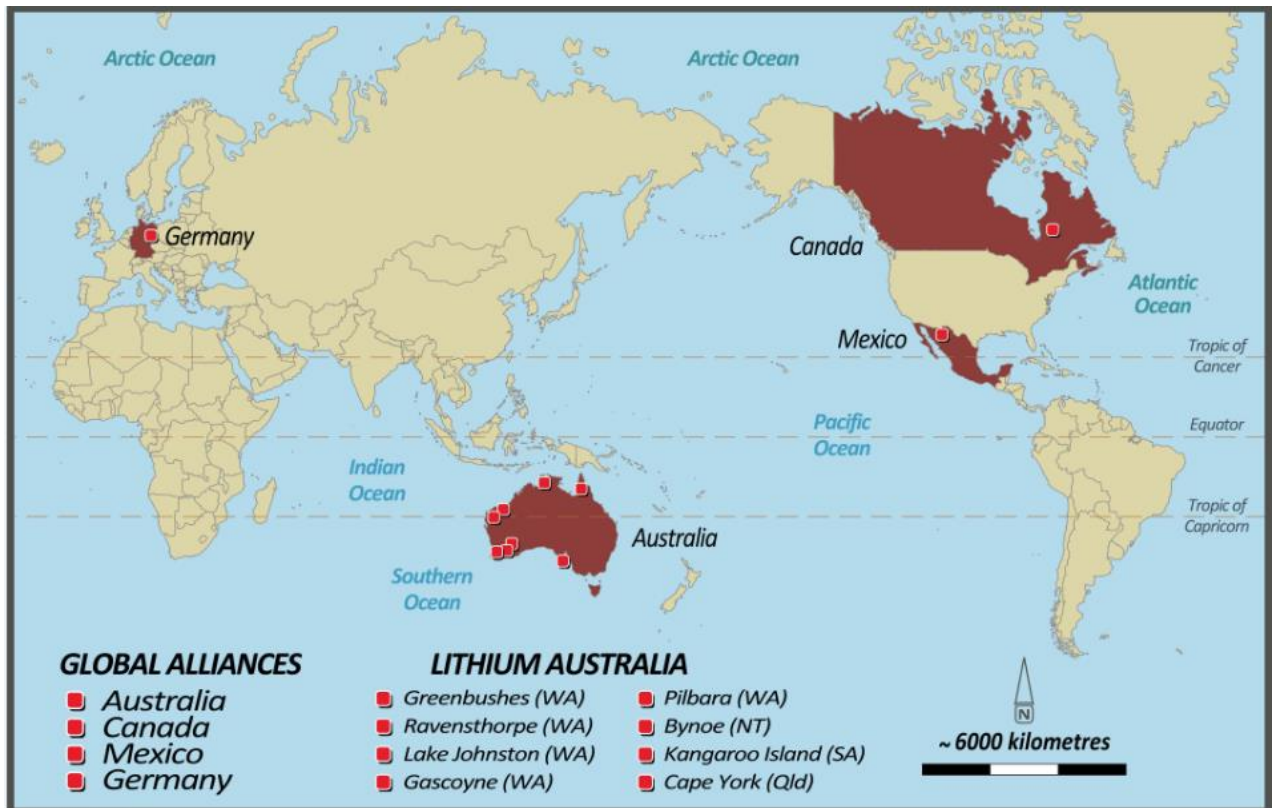 Arctic Ocean
Arctic Ocean
Germany
Canada
Atlantic
Ocean
Mexico
Tropic of
Cancer
Pacific
Ocean
Equator
Indian
Ocean
Tropic of
Capricorn
Australia
Southern
Ocean
GLOBAL ALLIANCES
Australia
Canada
Mexico
Germany
LITHIUM AUSTRALIA
Greenbushes (WA)
Ravensthorpe (WA)
Lake Johnston (WA)
Gascoyne (WA)
Pilbara (WA)
Bynoe (NT)
Kangaroo Island (SA)
Cape York (Qld)
N
~ 6000 kilometres